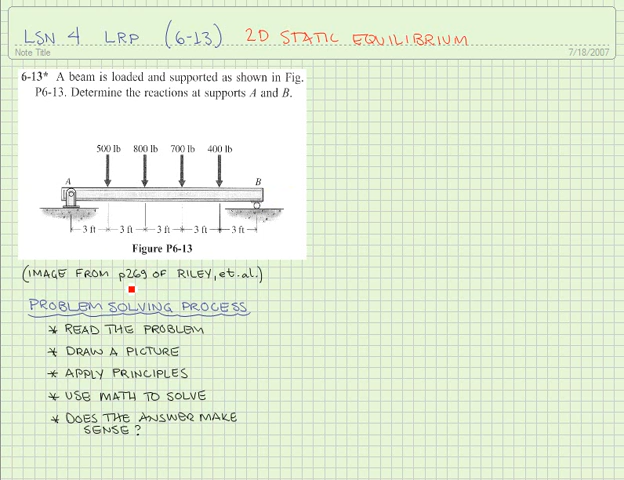 LSN 4 LRP (6-13) 2D STATIC EQUILIBRIUM
Note Title
7/18/2007
6-13* A beam is loaded and supported as shown in Fig.
P6-13. Determine the reactions at supports A and B.
500 lb 800 lb 700 lb 400 lb
A B
3 ft 3 ft 3 ft 3 ft 3 ft
Figure P6-13
(IMAGE FROM p269 OF RILEY, et. al.)
PROBLEM SOLVING PROCESS
* READ THE PROBLEM
* DRAW A PICTURE
* APPLY PRINCIPLES
* USE MATH TO SOLVE
* DOES THE ANSWER MAKE
SENSE?